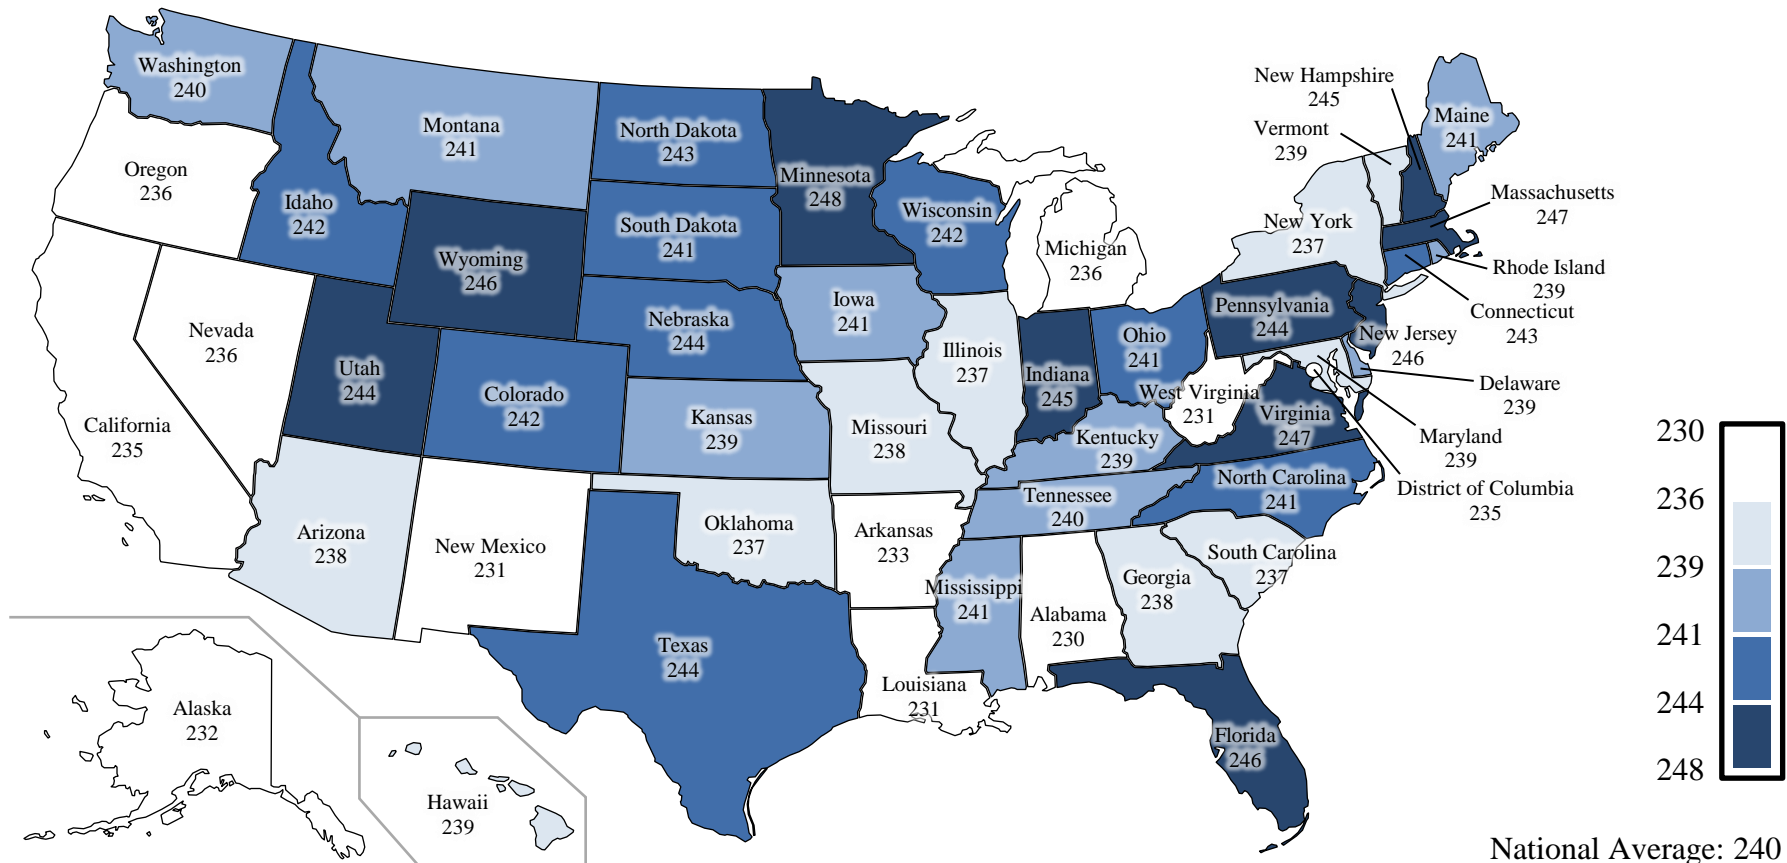 Washington
240
Oregon
236
California
235
Nevada
236
Idaho
242
Montana
241
Wyoming
246
Utah
244
Arizona
238
Colorado
242
New Mexico
231
North Dakota
243
South Dakota
241
Nebraska
244
Kansas
239
Oklahoma
237
Texas
244
Minnesota
248
Iowa
241
Missouri
238
Arkansas
233
Louisiana
231
Wisconsin
242
Illinois
237
Michigan
236
Indiana
245
Ohio
241
Kentucky
239
Tennessee
240
Mississippi
241
Alabama
230
Georgia
238
Florida
246
South Carolina
237
North Carolina
241
Virginia
247
West Virginia
231
Pennsylvania
244
New York
237
Vermont
239
New Hampshire
245
Maine
241
Massachusetts
247
Rhode Island
239
Connecticut
243
New Jersey
246
Delaware
239
Maryland
239
District of Columbia
235
Alaska
232
Hawaii
239
230
236
239
241
244
248
National Average: 240